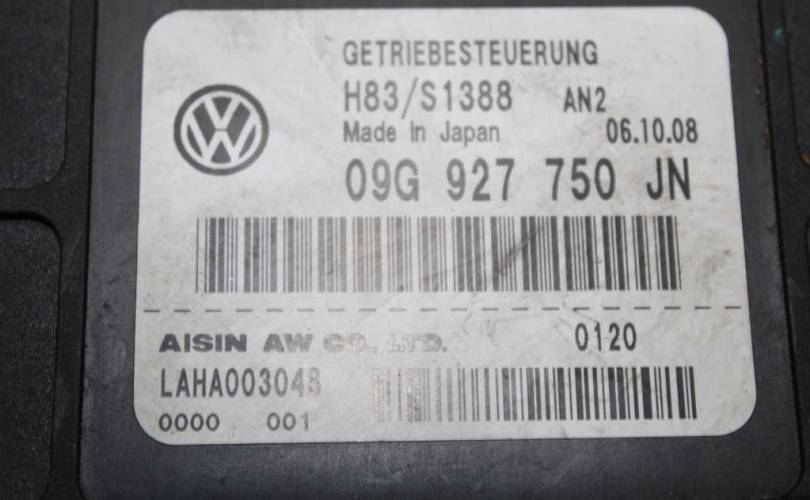 GETRIEBESTEUERUNG
H83/S1388 AN2
Made in Japan 06.10.08
09G 927 750 JN
AISIN AW CO., LTD. 0120
LAHA003048
0000 001